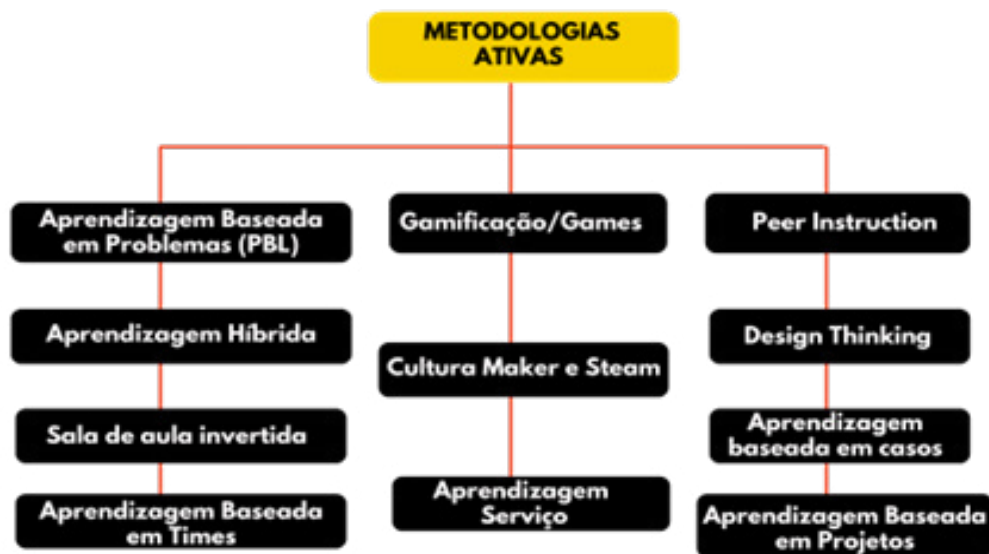 METODOLOGIAS
ATIVAS
Aprendizagem Baseada
em Problemas (PBL)
Aprendizagem Híbrida
Sala de aula invertida
Aprendizagem Baseada
em Times
Gamificação/Games
Cultura Maker e Steam
Aprendizagem
Serviço
Peer Instruction
Design Thinking
Aprendizagem
baseada em casos
Aprendizagem Baseada
em Projetos